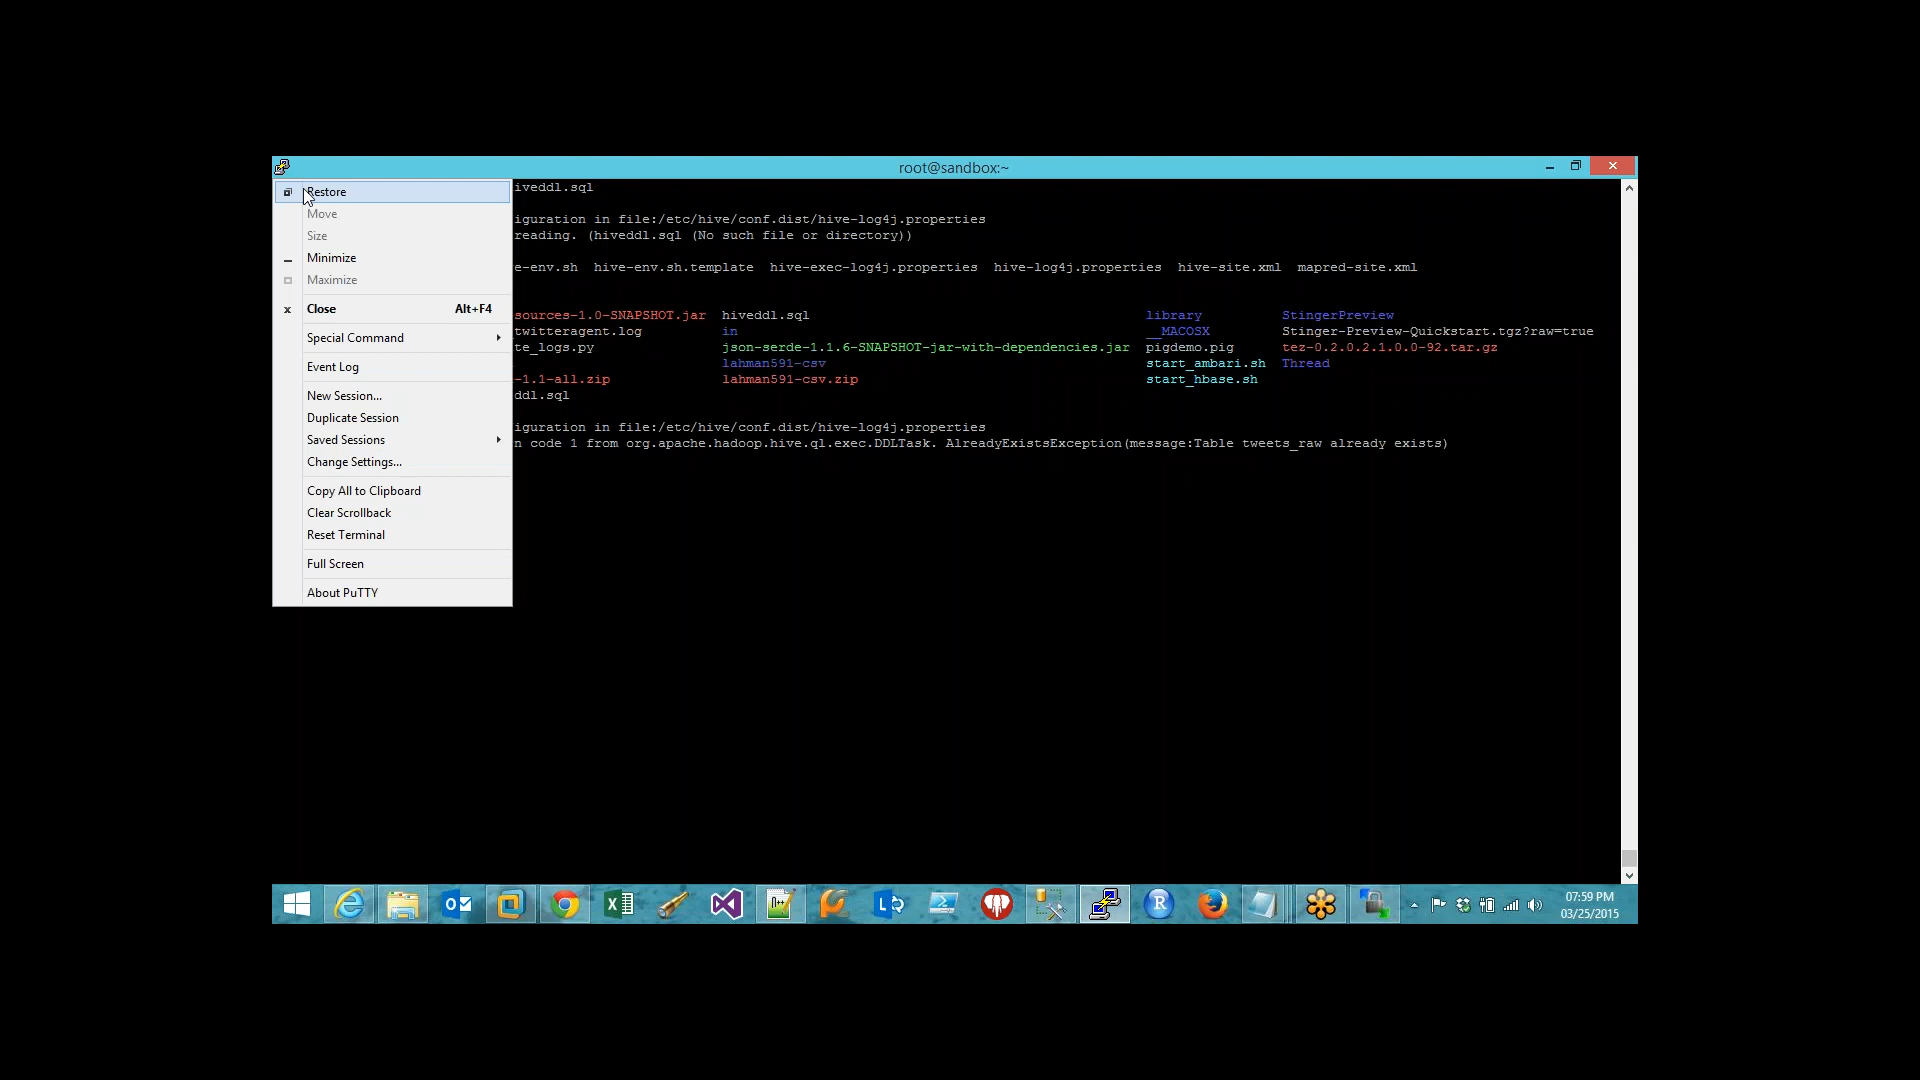 root@sandbox:~
Restore
Move
Size
Minimize
Maximize
Close Alt+F4
Special Command
Event Log
New Session...
Duplicate Session
Saved Sessions
Change Settings...
Copy All to Clipboard
Clear Scrollback
Reset Terminal
Full Screen
About PuTTY
iveddl.sql
iguration in file:/etc/hive/conf.dist/hive-log4j.properties
reading. (hiveddl.sql (No such file or directory))
e-env.sh hive-env.sh.template hive-exec-log4j.properties hive-log4j.properties hive-site.xml mapred-site.xml
sources-1.0-SNAPSHOT.jar hiveddl.sql library StingerPreview
twitteragent.log in __MACOSX Stinger-Preview-Quickstart.tgz?raw=true
te_logs.py json-serde-1.1.6-SNAPSHOT-jar-with-dependencies.jar pigdemo.pig tez-0.2.0.2.1.0.0-92.tar.gz
lahman591-csv start_ambari.sh Thread
-1.1-all.zip lahman591-csv.zip start_hbase.sh
ddl.sql
iguration in file:/etc/hive/conf.dist/hive-log4j.properties
n code 1 from org.apache.hadoop.hive.ql.exec.DDLTask. AlreadyExistsException(message:Table tweets_raw already exists)
07:59 PM
03/25/2015